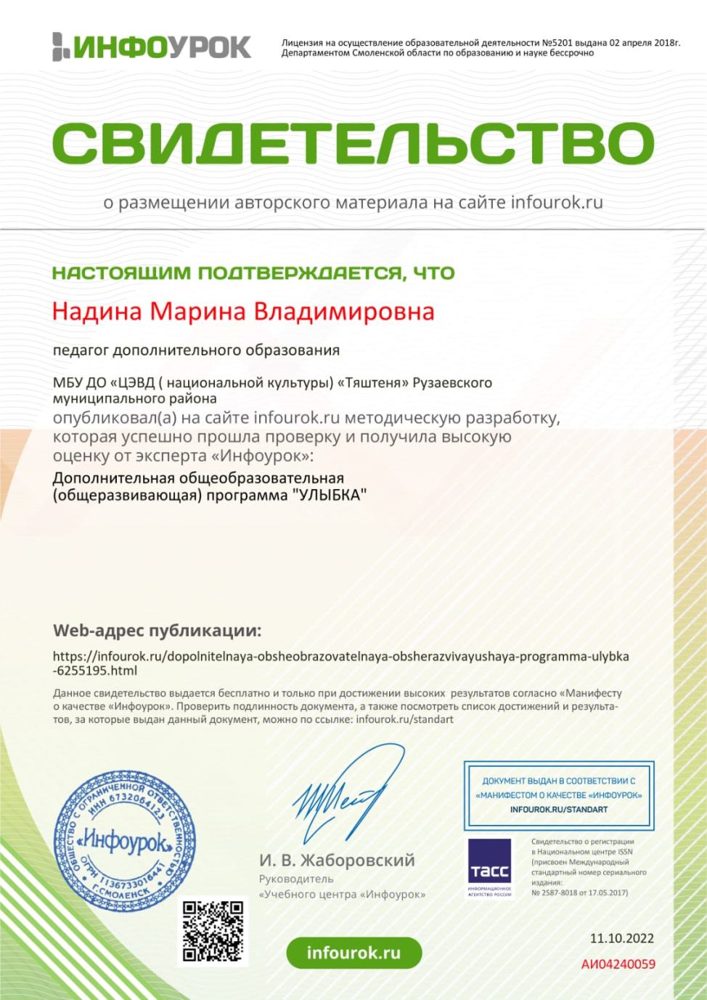 ИНФОУРОК
Лицензия на осуществление образовательной деятельности №5201 выдана 02 апреля 2018г.
Департаментом Смоленской области по образованию и науке бессрочно
СВИДЕТЕЛЬСТВО
о размещении авторского материала на сайте infourok.ru
НАСТОЯЩИМ ПОДТВЕРЖДАЕТСЯ, ЧТО
Надина Марина Владимировна
педагог дополнительного образования
МБУ ДО «ЦЭВД ( национальной культуры) «Тяштеня» Рузаевского
муниципального района
опубликовал(а) на сайте infourok.ru методическую разработку,
которая успешно прошла проверку и получила высокую
оценку от эксперта «Инфоурок»:
Дополнительная общеобразовательная
(общеразвивающая) программа "УЛЫБКА"
Web-адрес публикации:
https://infourok.ru/dopolnitelnaya-obsheobrazovatelnaya-obsherazvivayushaya-programma-ulybka
-6255195.html
Данное свидетельство выдается бесплатно и только при достижении высоких результатов согласно «Манифесту
о качестве «Инфоурок». Проверить подлинность документа, а также посмотреть список достижений и результа-
тов, за которые выдан данный документ, можно по ссылке: infourok.ru/standart
ОБЩЕСТВО С ОГРАНИЧЕННОЙ ОТВЕТСТВЕННОСТЬЮ
ИНН 6732064123
«Инфоурок»
ОГРН 1136733016441
г.СМОЛЕНСК
И. В. Жаборовский
Руководитель
«Учебного центра «Инфоурок»
ДОКУМЕНТ ВЫДАН В СООТВЕТСТВИИ С
«МАНИФЕСТОМ О КАЧЕСТВЕ «ИНФОУРОК»
INFOUROK.RU/STANDART
ТАСС
ИНФОРМАЦИОННОЕ
АГЕНТСТВО РОССИИ
Свидетельство о регистрации
в Национальном центре ISSN
(присвоен Международный
стандартный номер сериального
издания:
№ 2587-8018 от 17.05.2017)
infourok.ru
11.10.2022
АИ04240059